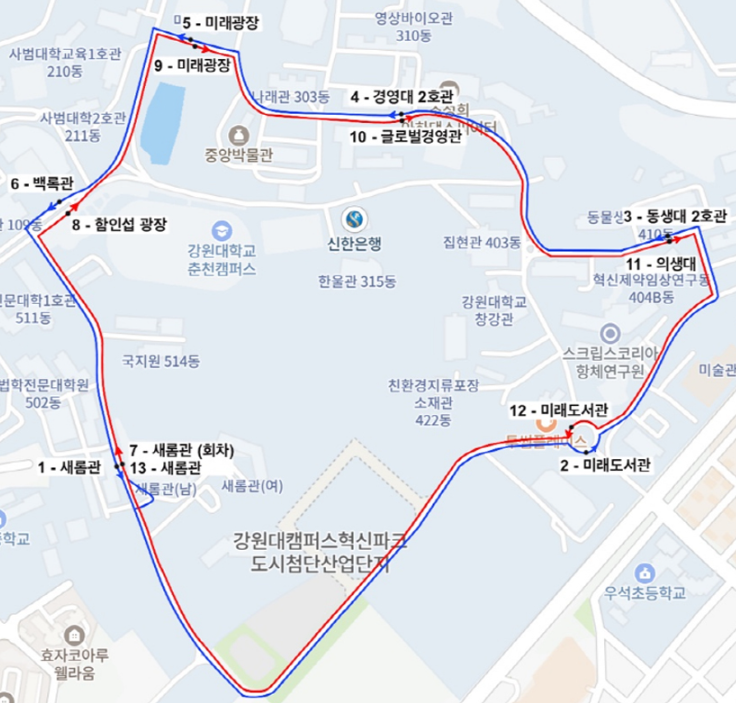 5 - 미래광장
영상바이오관
310동
사범대학교육1호관
210동
9 - 미래광장
나래관 303동
4 - 경영대 2호관
사범대학2호관
211동
10 - 글로벌경영관
중앙박물관
6 - 백록관
8 - 함인섭 광장
109동
강원대학교
춘천캠퍼스
신한은행
집현관 403동
3 - 동생대 2호관
410동
11 - 의생대
혁신제약임상연구동
404B동
한울관 315동
511동
강원대학교
창강관
국지원 514동
스크립스코리아
항체연구원
미술관
법학전문대학원
502동
친환경지류포장
소재관
422동
12 - 미래도서관
투썸플레이스
2 - 미래도서관
7 - 새롬관 (회차)
1 - 새롬관
13 - 새롬관
새롬관(남)
새롬관(여)
강원대캠퍼스혁신파크
도시첨단산업단지
우석초등학교
효자코아루
웰라움